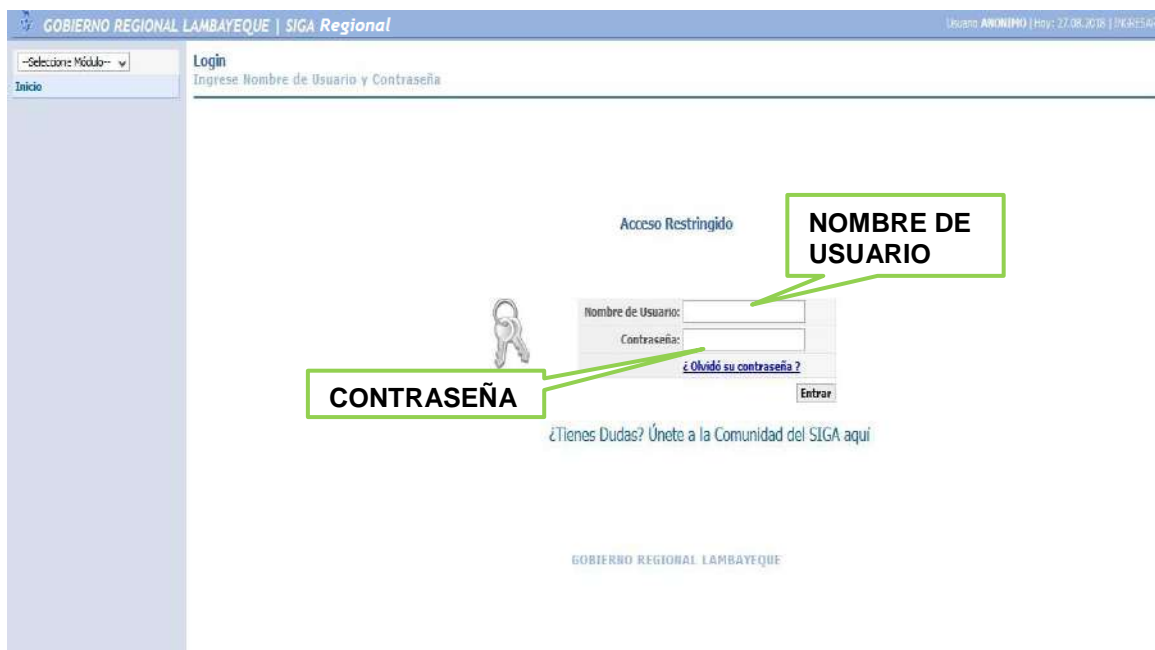 GOBIERNO REGIONAL LAMBAYEQUE | SIGA Regional
Usuario ANONIMO | Hoy: 27.08.2018 | INGRESAR
--Seleccione Módulo--
Inicio
Login
Ingrese Nombre de Usuario y Contraseña
Acceso Restringido
NOMBRE DE
USUARIO
Nombre de Usuario:
Contraseña:
¿ Olvidó su contraseña ?
CONTRASEÑA
Entrar
¿Tienes Dudas? Únete a la Comunidad del SIGA aquí
GOBIERNO REGIONAL LAMBAYEQUE